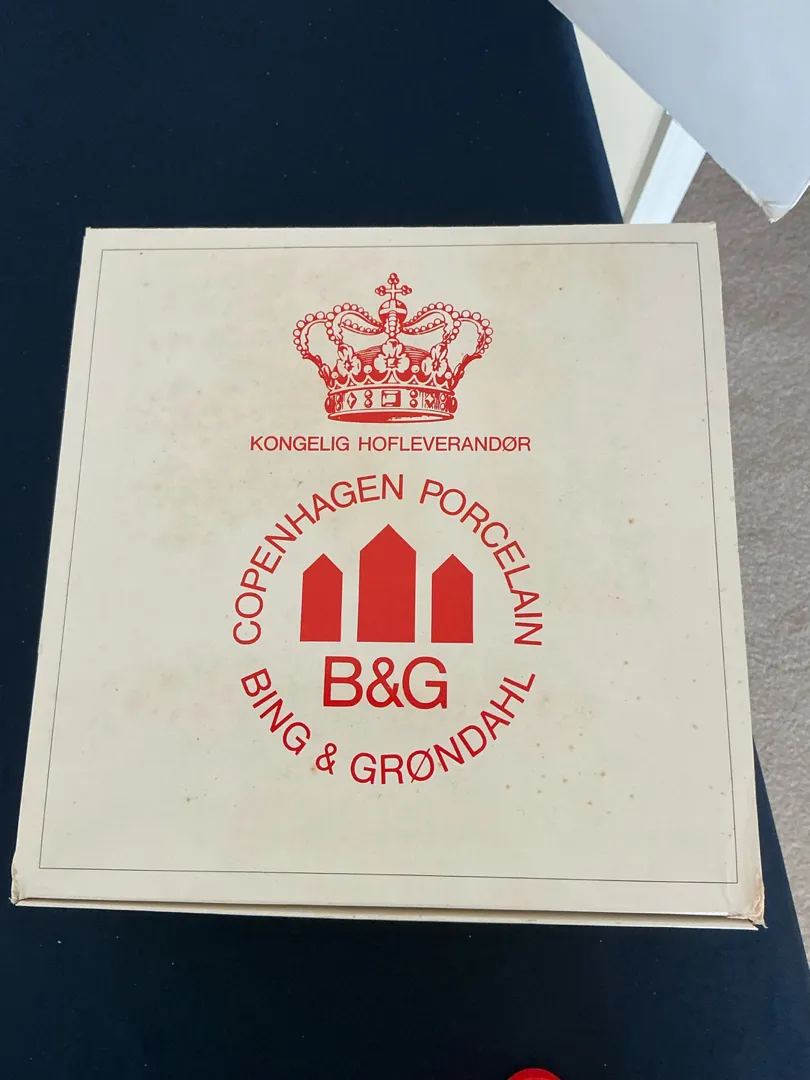 KONGELIG HOFLEVERANDØR
COPENHAGEN PORCELAIN
B&G
BING & GRØNDAHL